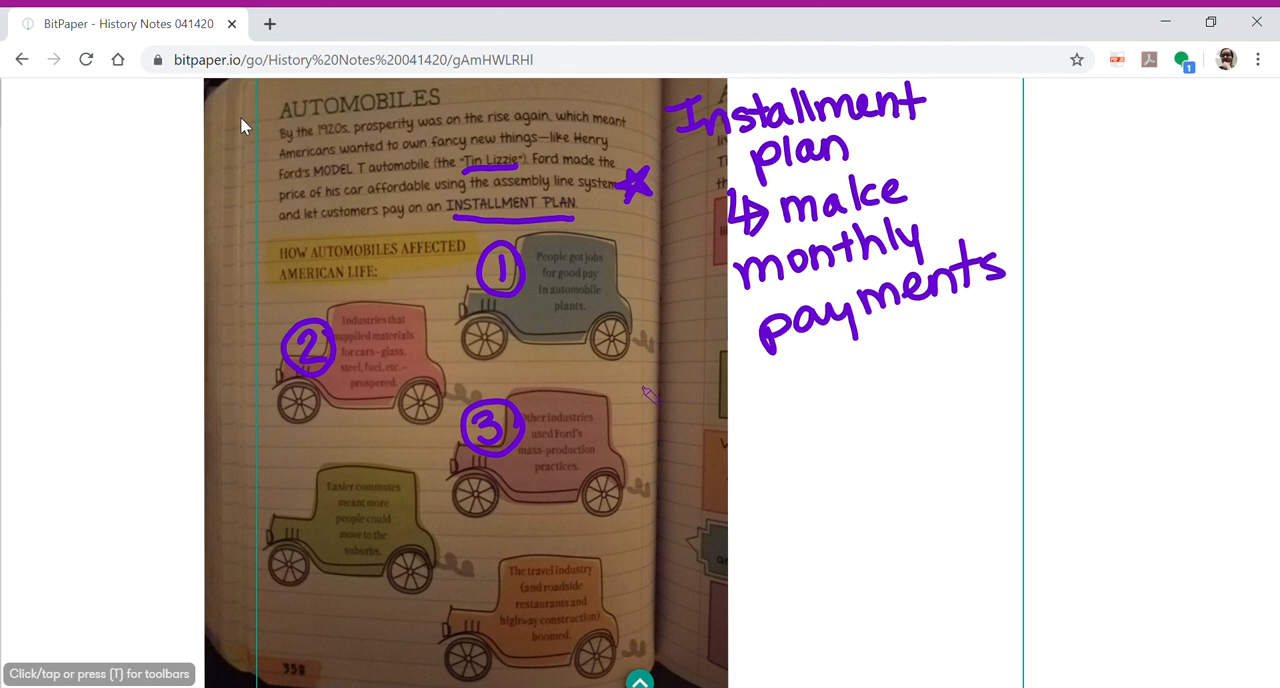 BitPaper - History Notes 041420
bitpaper.io/go/History%20Notes%20041420/gAmHWLRHl
1
AUTOMOBILES
By the 1920s, prosperity was on the rise again, which meant
Americans wanted to own fancy new things—like Henry
Ford's MODEL T automobile (the "Tin Lizzie"). Ford made the
price of his car affordable using the assembly line system
and let customers pay on an INSTALLMENT PLAN.
HOW AUTOMOBILES AFFECTED
AMERICAN LIFE:
1
People got jobs
for good pay
in automobile
plants.
2
Industries that
supplied materials
for cars—glass,
steel, fuel, etc.—
prospered.
3
Other industries
used Ford's
mass-production
practices.
Easier commutes
meant more
people could
move to the
suburbs.
The travel industry
(and roadside
restaurants and
highway construction)
boomed.
358
Installment
plan
↳ make
monthly
payments
Click/tap or press (T) for toolbars